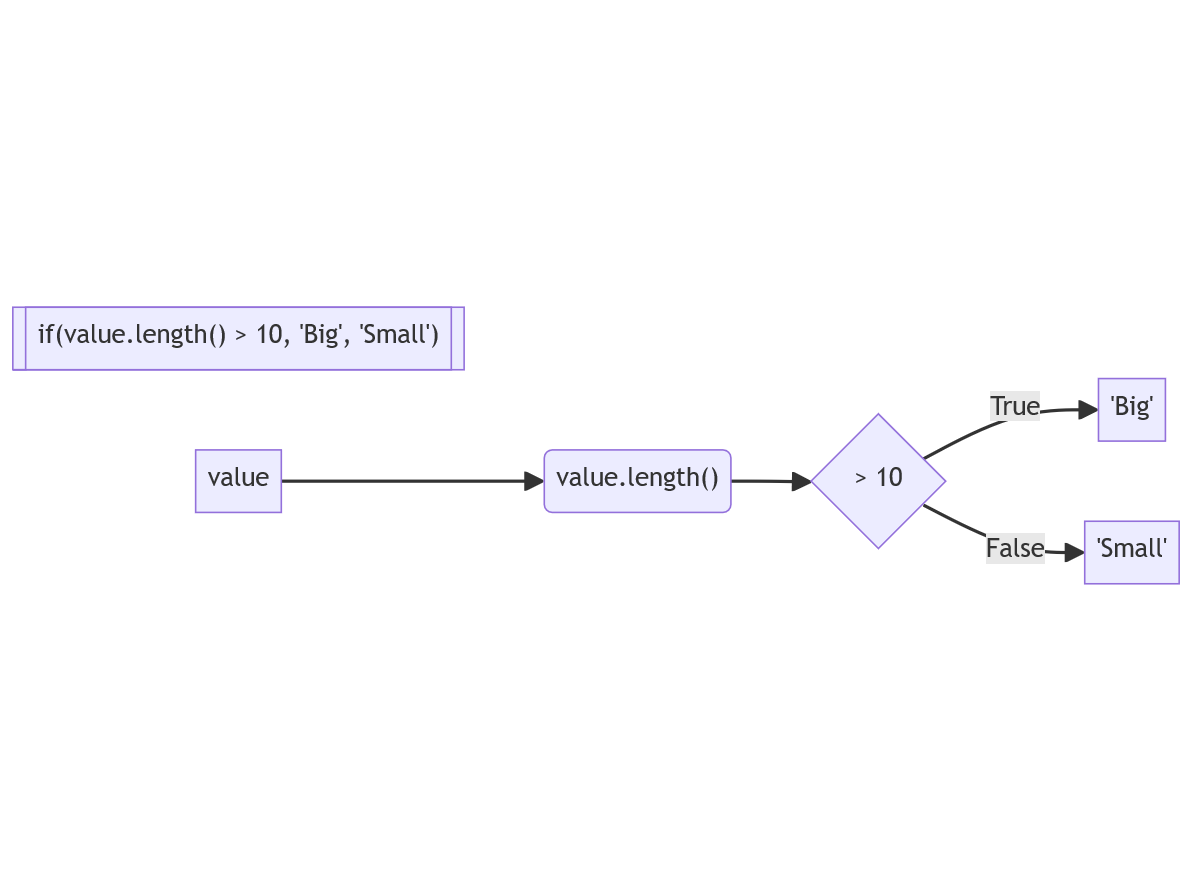 if(value.length() > 10, 'Big', 'Small')
value
value.length()
> 10
True
'Big'
False
'Small'